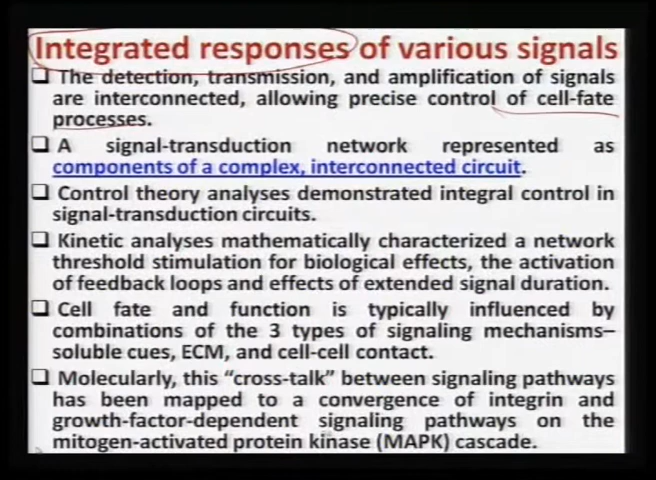 Integrated responses of various signals
The detection, transmission, and amplification of signals
are interconnected, allowing precise control of cell-fate
processes.
A signal-transduction network represented as
components of a complex, interconnected circuit.
Control theory analyses demonstrated integral control in
signal-transduction circuits.
Kinetic analyses mathematically characterized a network
threshold stimulation for biological effects, the activation
of feedback loops and effects of extended signal duration.
Cell fate and function is typically influenced by
combinations of the 3 types of signaling mechanisms–
soluble cues, ECM, and cell-cell contact.
Molecularly, this “cross-talk” between signaling pathways
has been mapped to a convergence of integrin and
growth-factor-dependent signaling pathways on the
mitogen-activated protein kinase (MAPK) cascade.